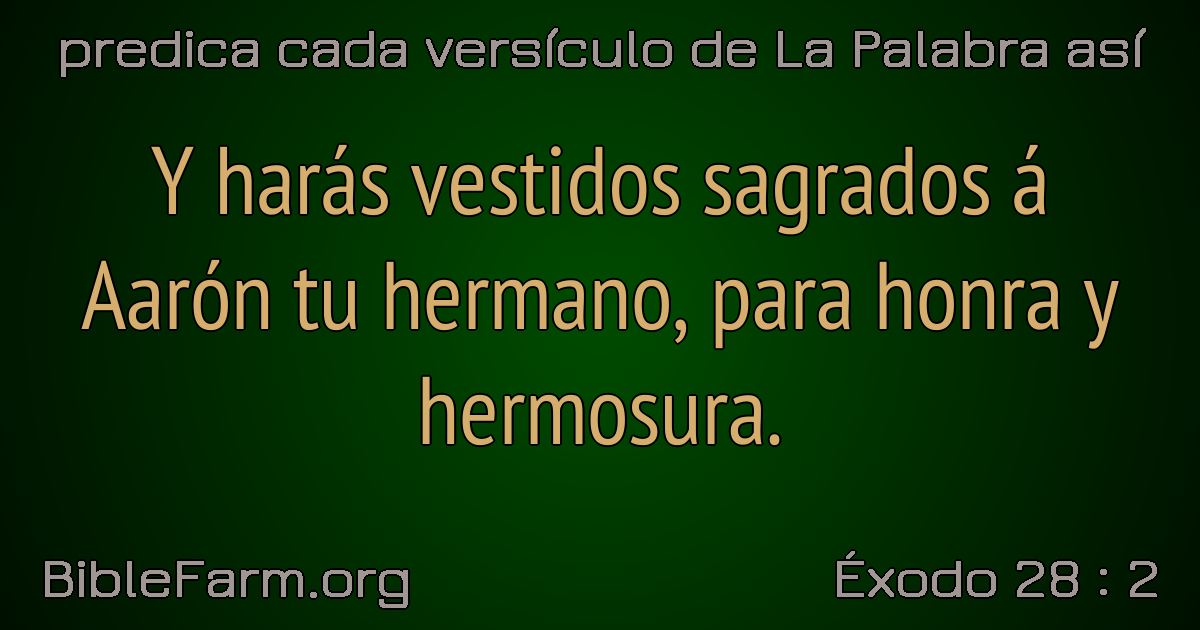 predica cada versículo de La Palabra así
Y harás vestidos sagrados á
Aarón tu hermano, para honra y
hermosura.
BibleFarm.org
Éxodo 28 : 2